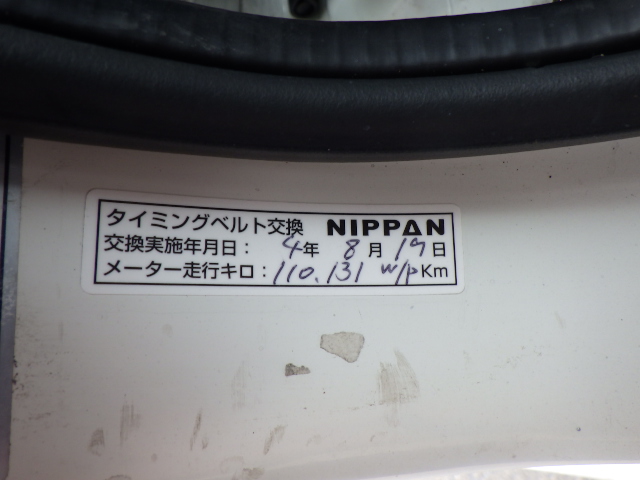 タイミングベルト交換 NIPPAN
交換実施年月日：4年 8月 19日
メーター走行キロ：110.131 w/p Km